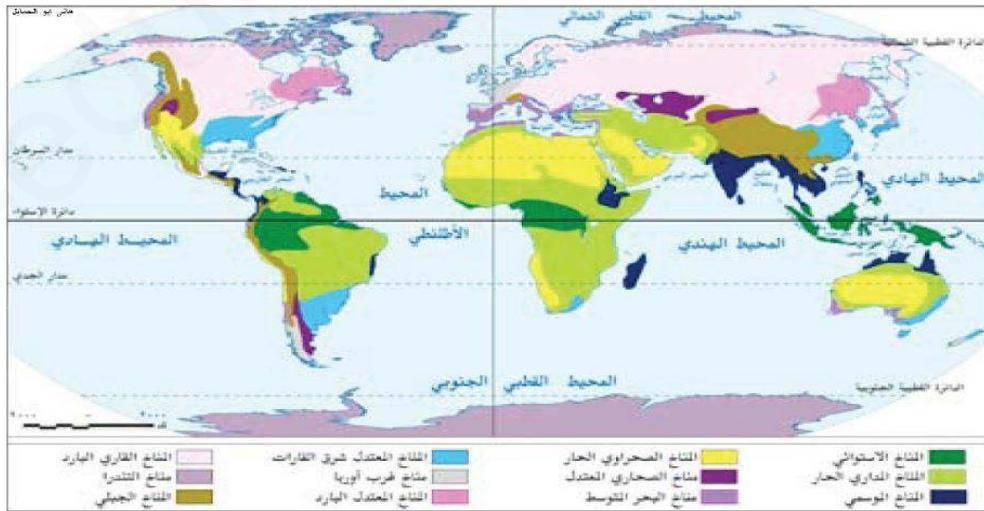 هاني ابو الحمايل
المحيط القطبي الشمالي
الدائرة القطبية الشمالية
مدار السرطان
المحيط الهادي
المحيط
دائرة الاستواء
المحيط الهادي
الأطلنطي
المحيط الهندي
مدار الجدي
المحيط القطبي الجنوبي
الدائرة القطبية الجنوبية
المناخ الاستوائي
المناخ الصحراوي الحار
المناخ المعتدل شرق القارات
المناخ القاري البارد
المناخ المداري الحار
مناخ الصحاري المعتدل
مناخ غرب أوربا
مناخ التندرا
المناخ الموسمي
مناخ البحر المتوسط
المناخ المعتدل البارد
المناخ الجبلي